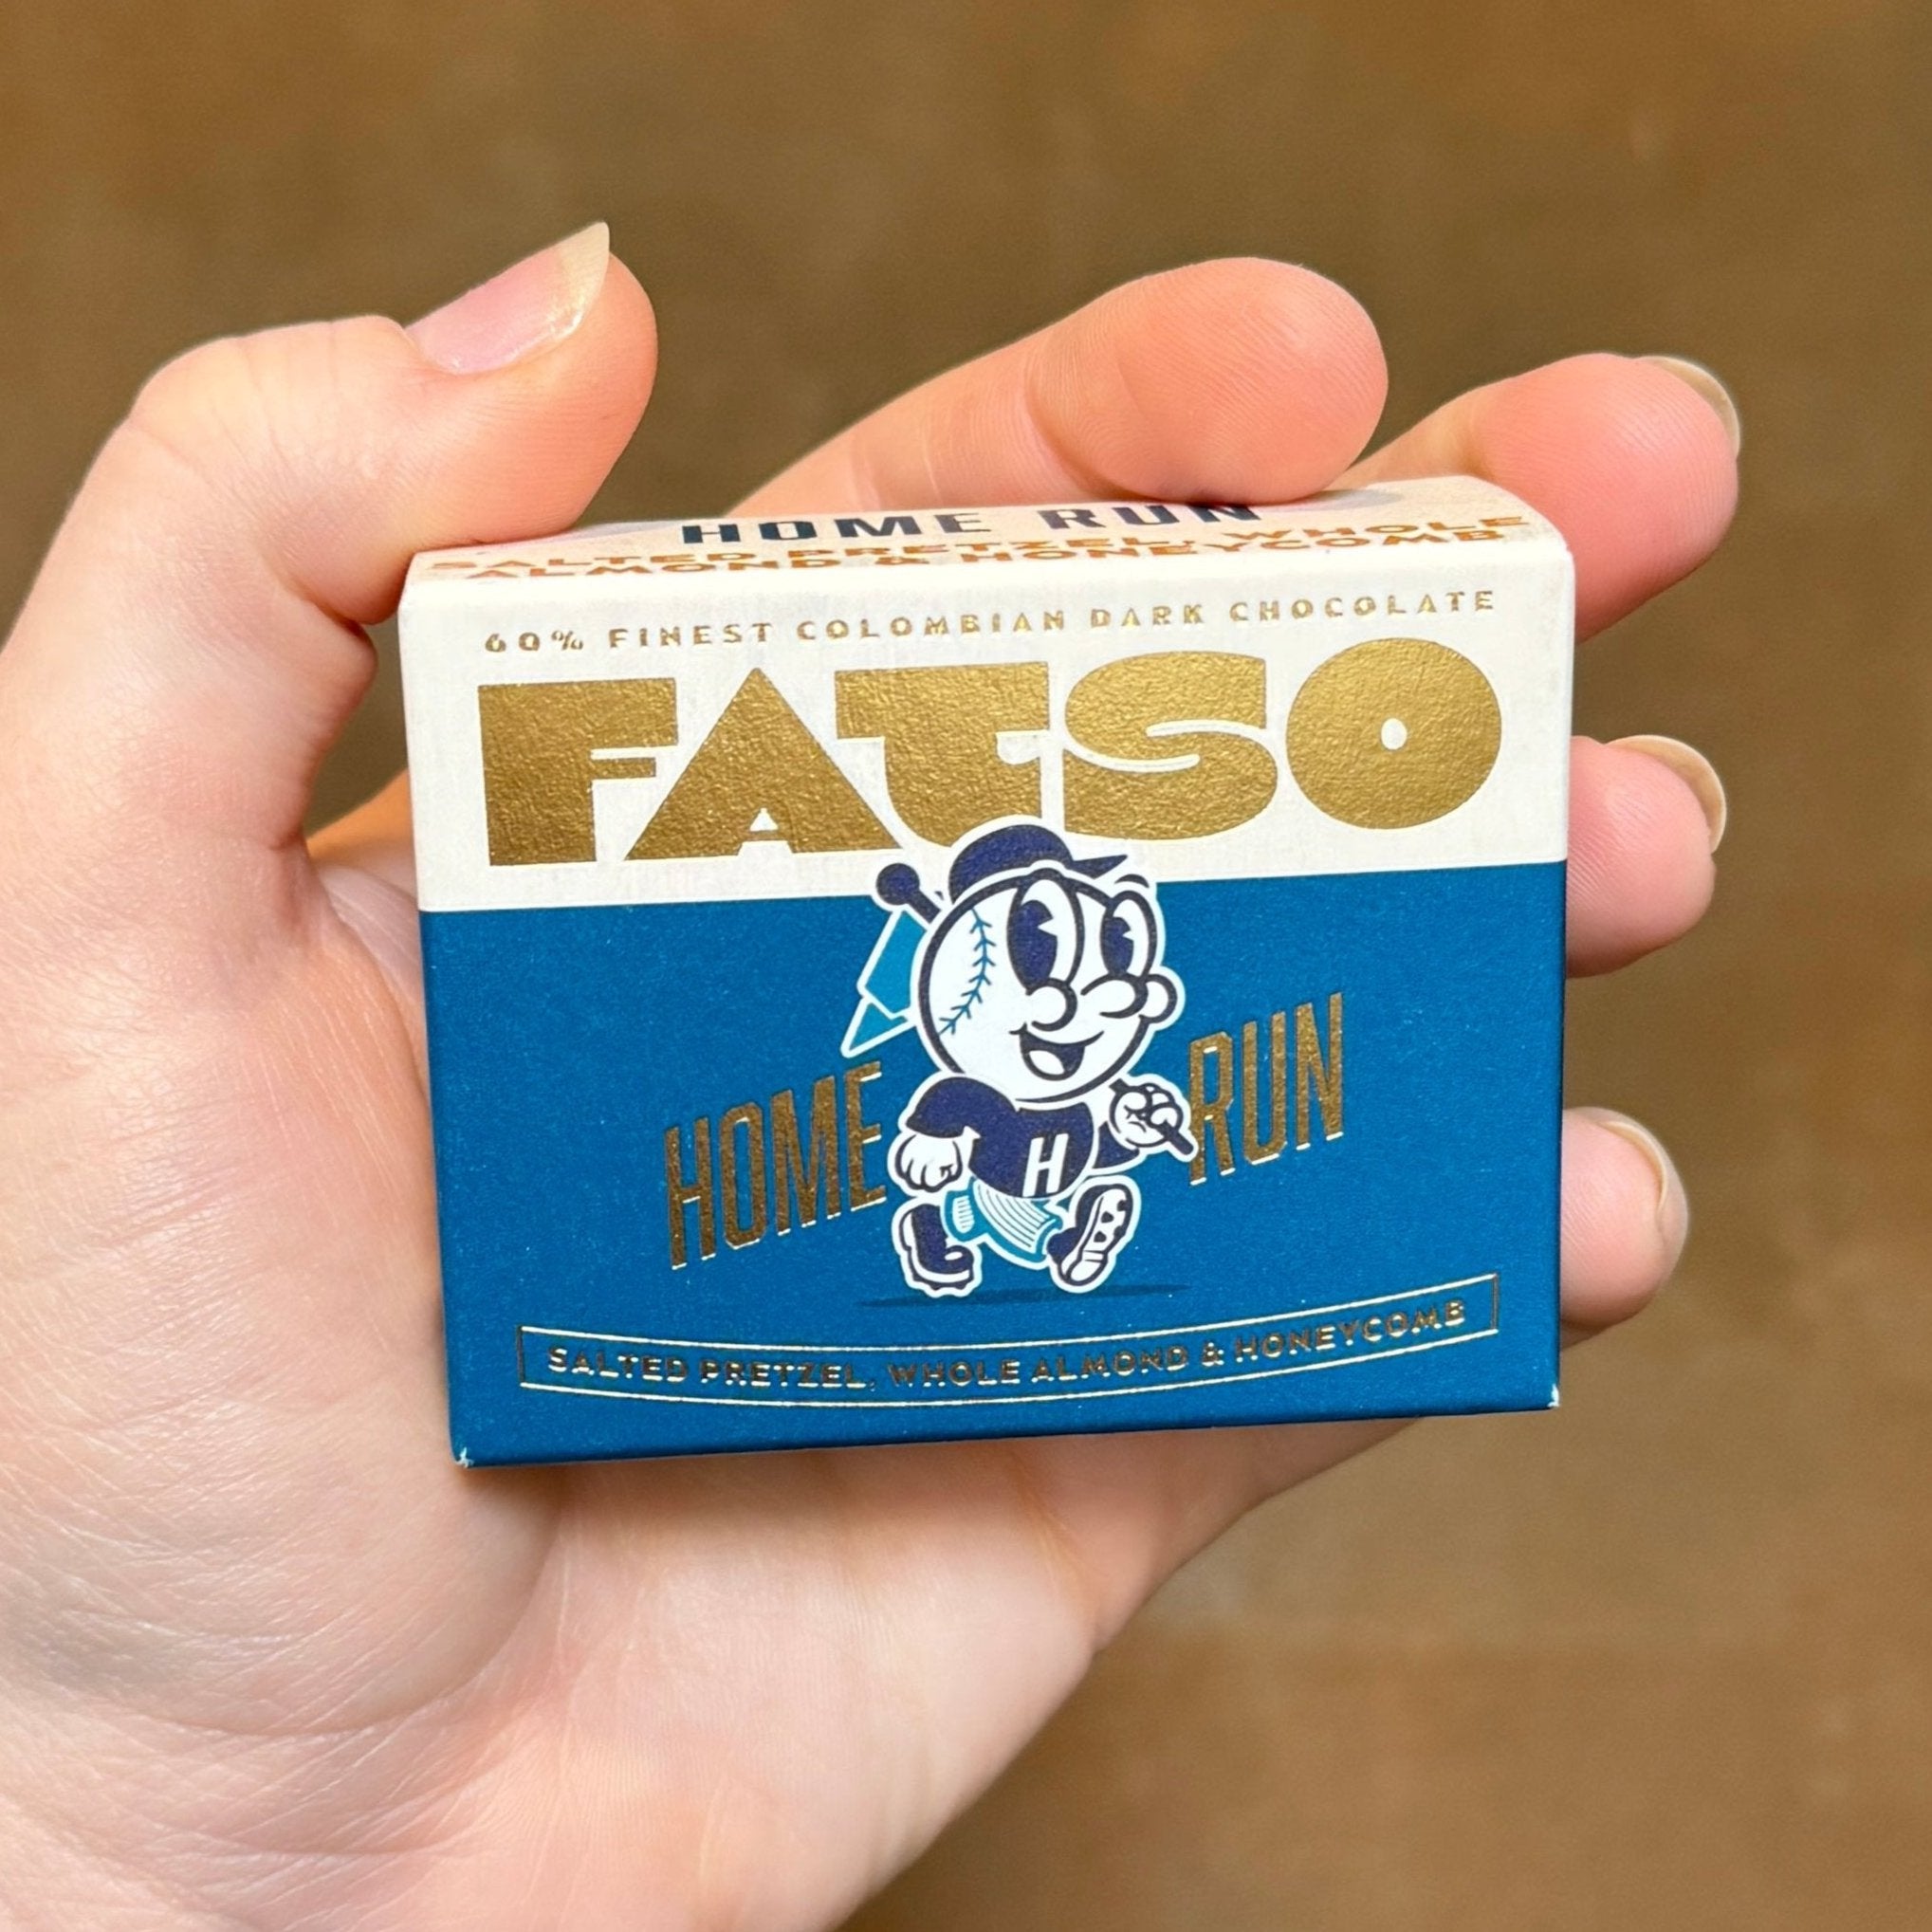 HOME RUN
SALTED PRETZEL, WHOLE
ALMOND & HONEYCOMB
60% FINEST COLOMBIAN DARK CHOCOLATE
FATSO
HOME RUN
H
SALTED PRETZEL, WHOLE ALMOND & HONEYCOMB